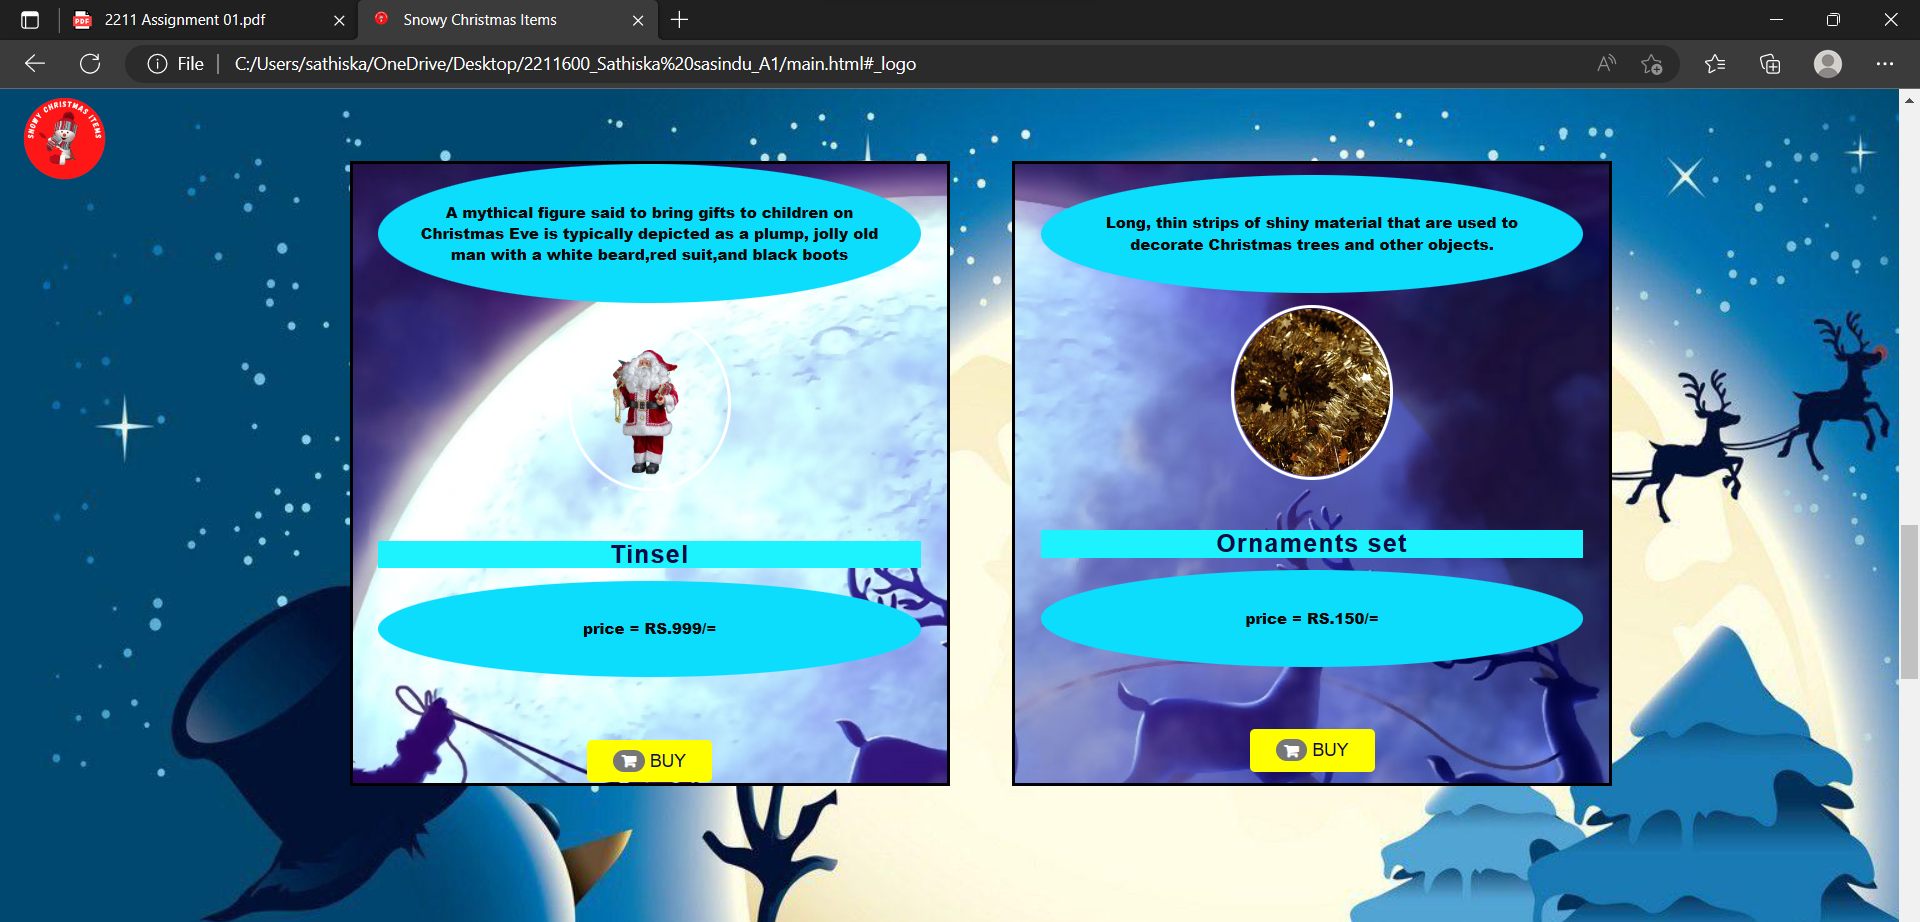 2211 Assignment 01.pdf
Snowy Christmas Items
File
C:/Users/sathiska/OneDrive/Desktop/2211600_Sathiska%20sasindu_A1/main.html#_logo
SNOWY CHRISTMAS ITEMS
A mythical figure said to bring gifts to children on
Christmas Eve is typically depicted as a plump, jolly old
man with a white beard,red suit,and black boots
Tinsel
price = RS.999/=
BUY
Long, thin strips of shiny material that are used to
decorate Christmas trees and other objects.
Ornaments set
price = RS.150/=
BUY